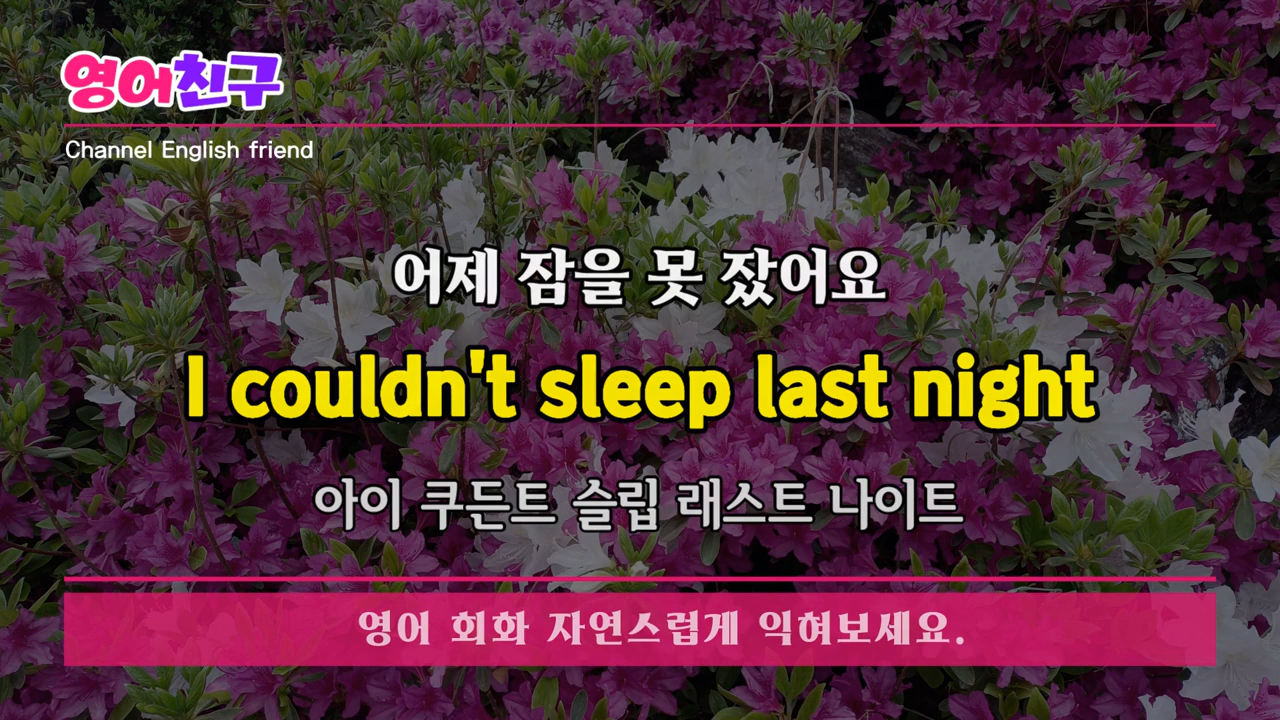 영어친구
Channel English friend
어제 잠을 못 잤어요
I couldn't sleep last night
아이 쿠든트 슬립 래스트 나이트
영어 회화 자연스럽게 익혀보세요.